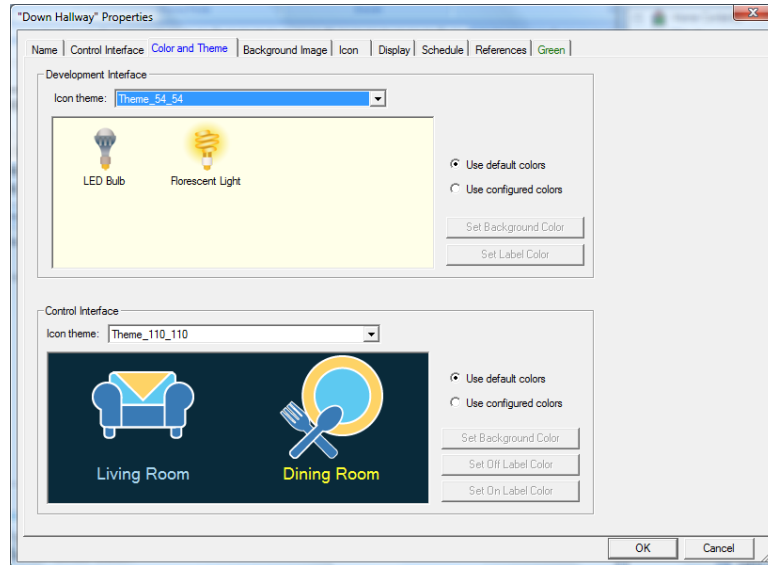 "Down Hallway" Properties
Name Control Interface Color and Theme Background Image Icon Display Schedule References Green
Development Interface
Icon theme: Theme_54_54
LED Bulb Florescent Light
Use default colors
Use configured colors
Set Background Color
Set Label Color
Control Interface
Icon theme: Theme_110_110
Living Room Dining Room
Use default colors
Use configured colors
Set Background Color
Set Off Label Color
Set On Label Color
OK Cancel